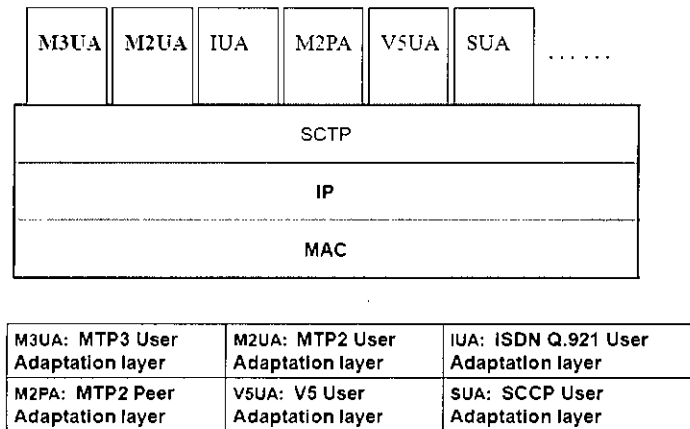 M3UA M2UA IUA M2PA V5UA SUA ......
SCTP
IP
MAC
M3UA: MTP3 User Adaptation layer
M2UA: MTP2 User Adaptation layer
IUA: ISDN Q.921 User Adaptation layer
M2PA: MTP2 Peer Adaptation layer
V5UA: V5 User Adaptation layer
SUA: SCCP User Adaptation layer